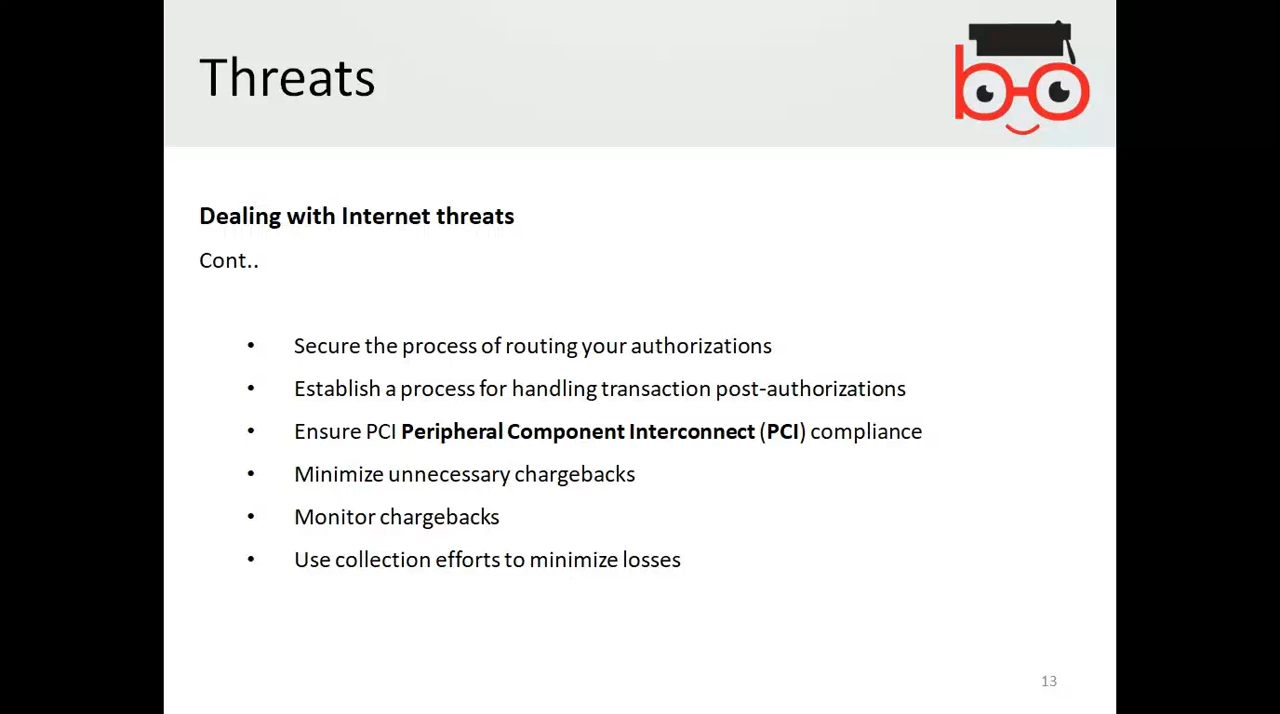 Threats
Dealing with Internet threats
Cont..
• Secure the process of routing your authorizations
• Establish a process for handling transaction post-authorizations
• Ensure PCI Peripheral Component Interconnect (PCI) compliance
• Minimize unnecessary chargebacks
• Monitor chargebacks
• Use collection efforts to minimize losses
13